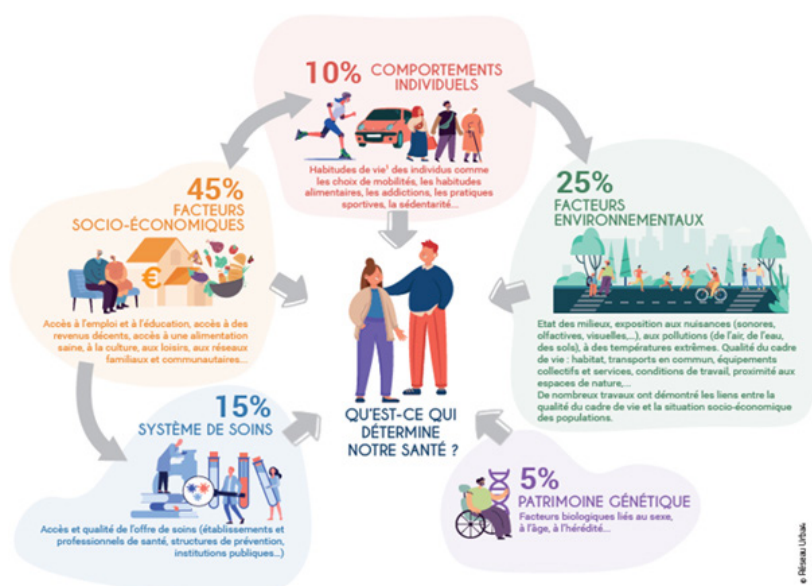 10% COMPORTEMENTS
INDIVIDUELS
Habitudes de vie¹ des individus comme
les choix de mobilités, les habitudes
alimentaires, les addictions, les pratiques
sportives, la sédentarité...
45%
FACTEURS
SOCIO-ÉCONOMIQUES
€
Accès à l'emploi et à l'éducation, accès à des
revenus décents, accès à une alimentation
saine, à la culture, aux loisirs, aux réseaux
familiaux et communautaires...
25%
FACTEURS
ENVIRONNEMENTAUX
Etat des milieux, exposition aux nuisances (sonores,
olfactives, visuelles,...), aux pollutions (de l'air, de l'eau,
des sols), à des températures extrêmes. Qualité du cadre
de vie : habitat, transports en commun, équipements
collectifs et services, conditions de travail, proximité aux
espaces de nature,...
De nombreux travaux ont démontré les liens entre la
qualité du cadre de vie et la situation socio-économique
des populations.
QU'EST-CE QUI
DÉTERMINE
NOTRE SANTÉ ?
15%
SYSTÈME DE SOINS
Accès et qualité de l'offre de soins (établissements et
professionnels de santé, structures de prévention,
institutions publiques...)
5%
PATRIMOINE GÉNÉTIQUE
Facteurs biologiques liés au sexe,
à l'âge, à l'hérédité...
© Réseau Urba4